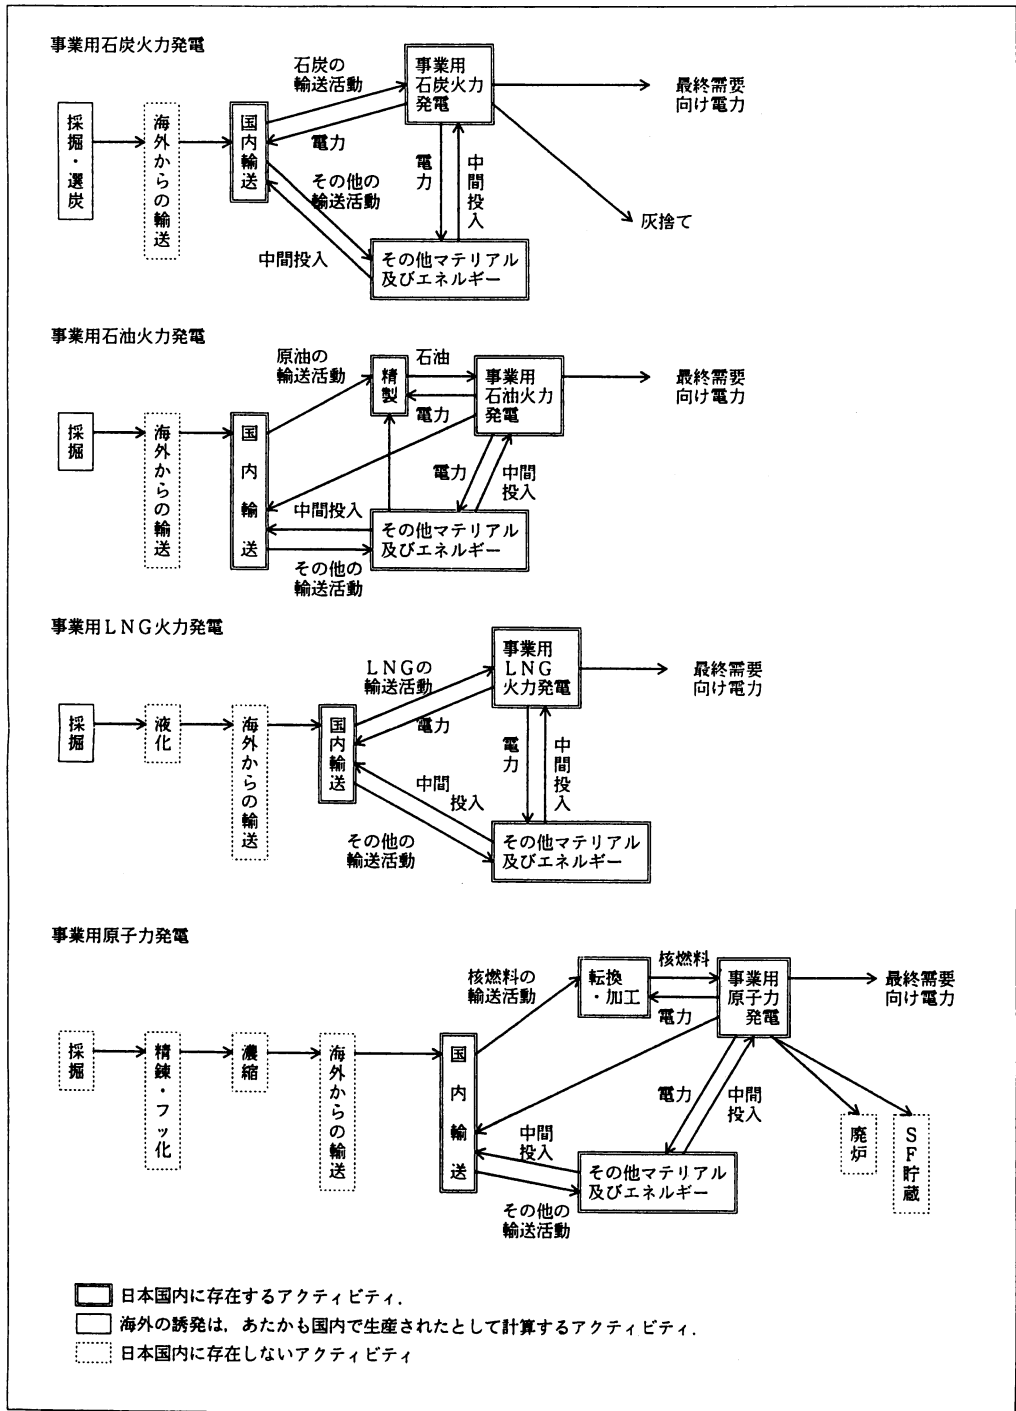 事業用石炭火力発電
石炭の
輸送活動
事業用
石炭火力
発電
最終需要
向け電力
採掘・選炭
海外からの輸送
国内輸送
電力
電力
中間投入
その他の
輸送活動
灰捨て
中間投入
その他マテリアル
及びエネルギー
事業用石油火力発電
原油の
輸送活動
精製
石油
事業用
石油火力
発電
最終需要
向け電力
電力
採掘
海外からの輸送
国内輸送
電力
中間
投入
中間投入
その他マテリアル
及びエネルギー
その他の
輸送活動
事業用LNG火力発電
LNGの
輸送活動
事業用
LNG
火力発電
最終需要
向け電力
採掘
液化
海外からの輸送
国内輸送
電力
電力
中間投入
中間
投入
その他の
輸送活動
その他マテリアル
及びエネルギー
事業用原子力発電
核燃料の
輸送活動
転換
・加工
核燃料
事業用
原子力
発電
最終需要
向け電力
電力
採掘
精錬・フッ化
濃縮
海外からの輸送
国内輸送
電力
中間
投入
中間
投入
その他マテリアル
及びエネルギー
その他の
輸送活動
廃炉
SF貯蔵
日本国内に存在するアクティビティ.
海外の誘発は,あたかも国内で生産されたとして計算するアクティビティ.
日本国内に存在しないアクティビティ